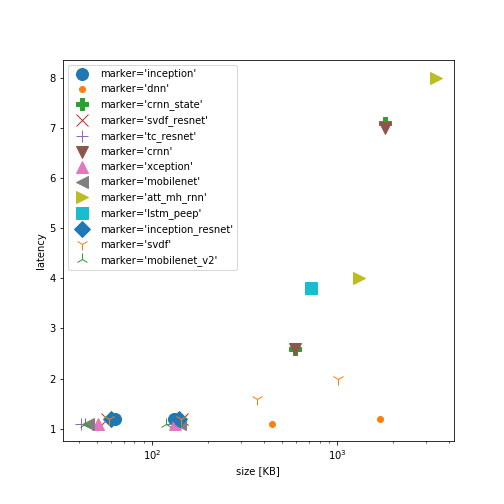 marker='inception'
marker='dnn'
marker='crnn_state'
marker='svdf_resnet'
marker='tc_resnet'
marker='crnn'
marker='xception'
marker='mobilenet'
marker='att_mh_rnn'
marker='lstm_peep'
marker='inception_resnet'
marker='svdf'
marker='mobilenet_v2'
8
7
6
5
4
3
2
1
latency
10² 10³
size [KB]